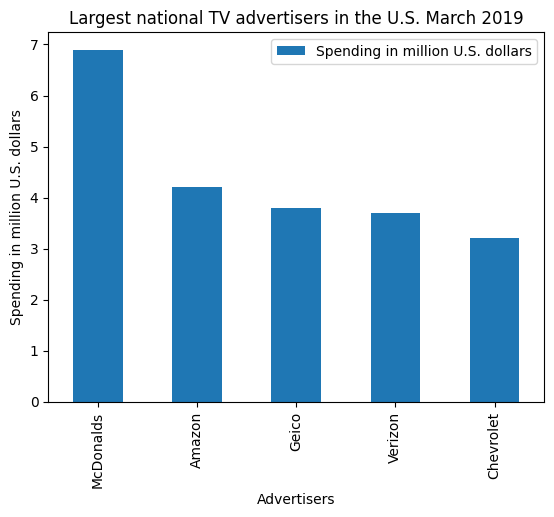 Largest national TV advertisers in the U.S. March 2019
Spending in million U.S. dollars
Spending in million U.S. dollars
7
6
5
4
3
2
1
0
McDonalds
Amazon
Geico
Verizon
Chevrolet
Advertisers